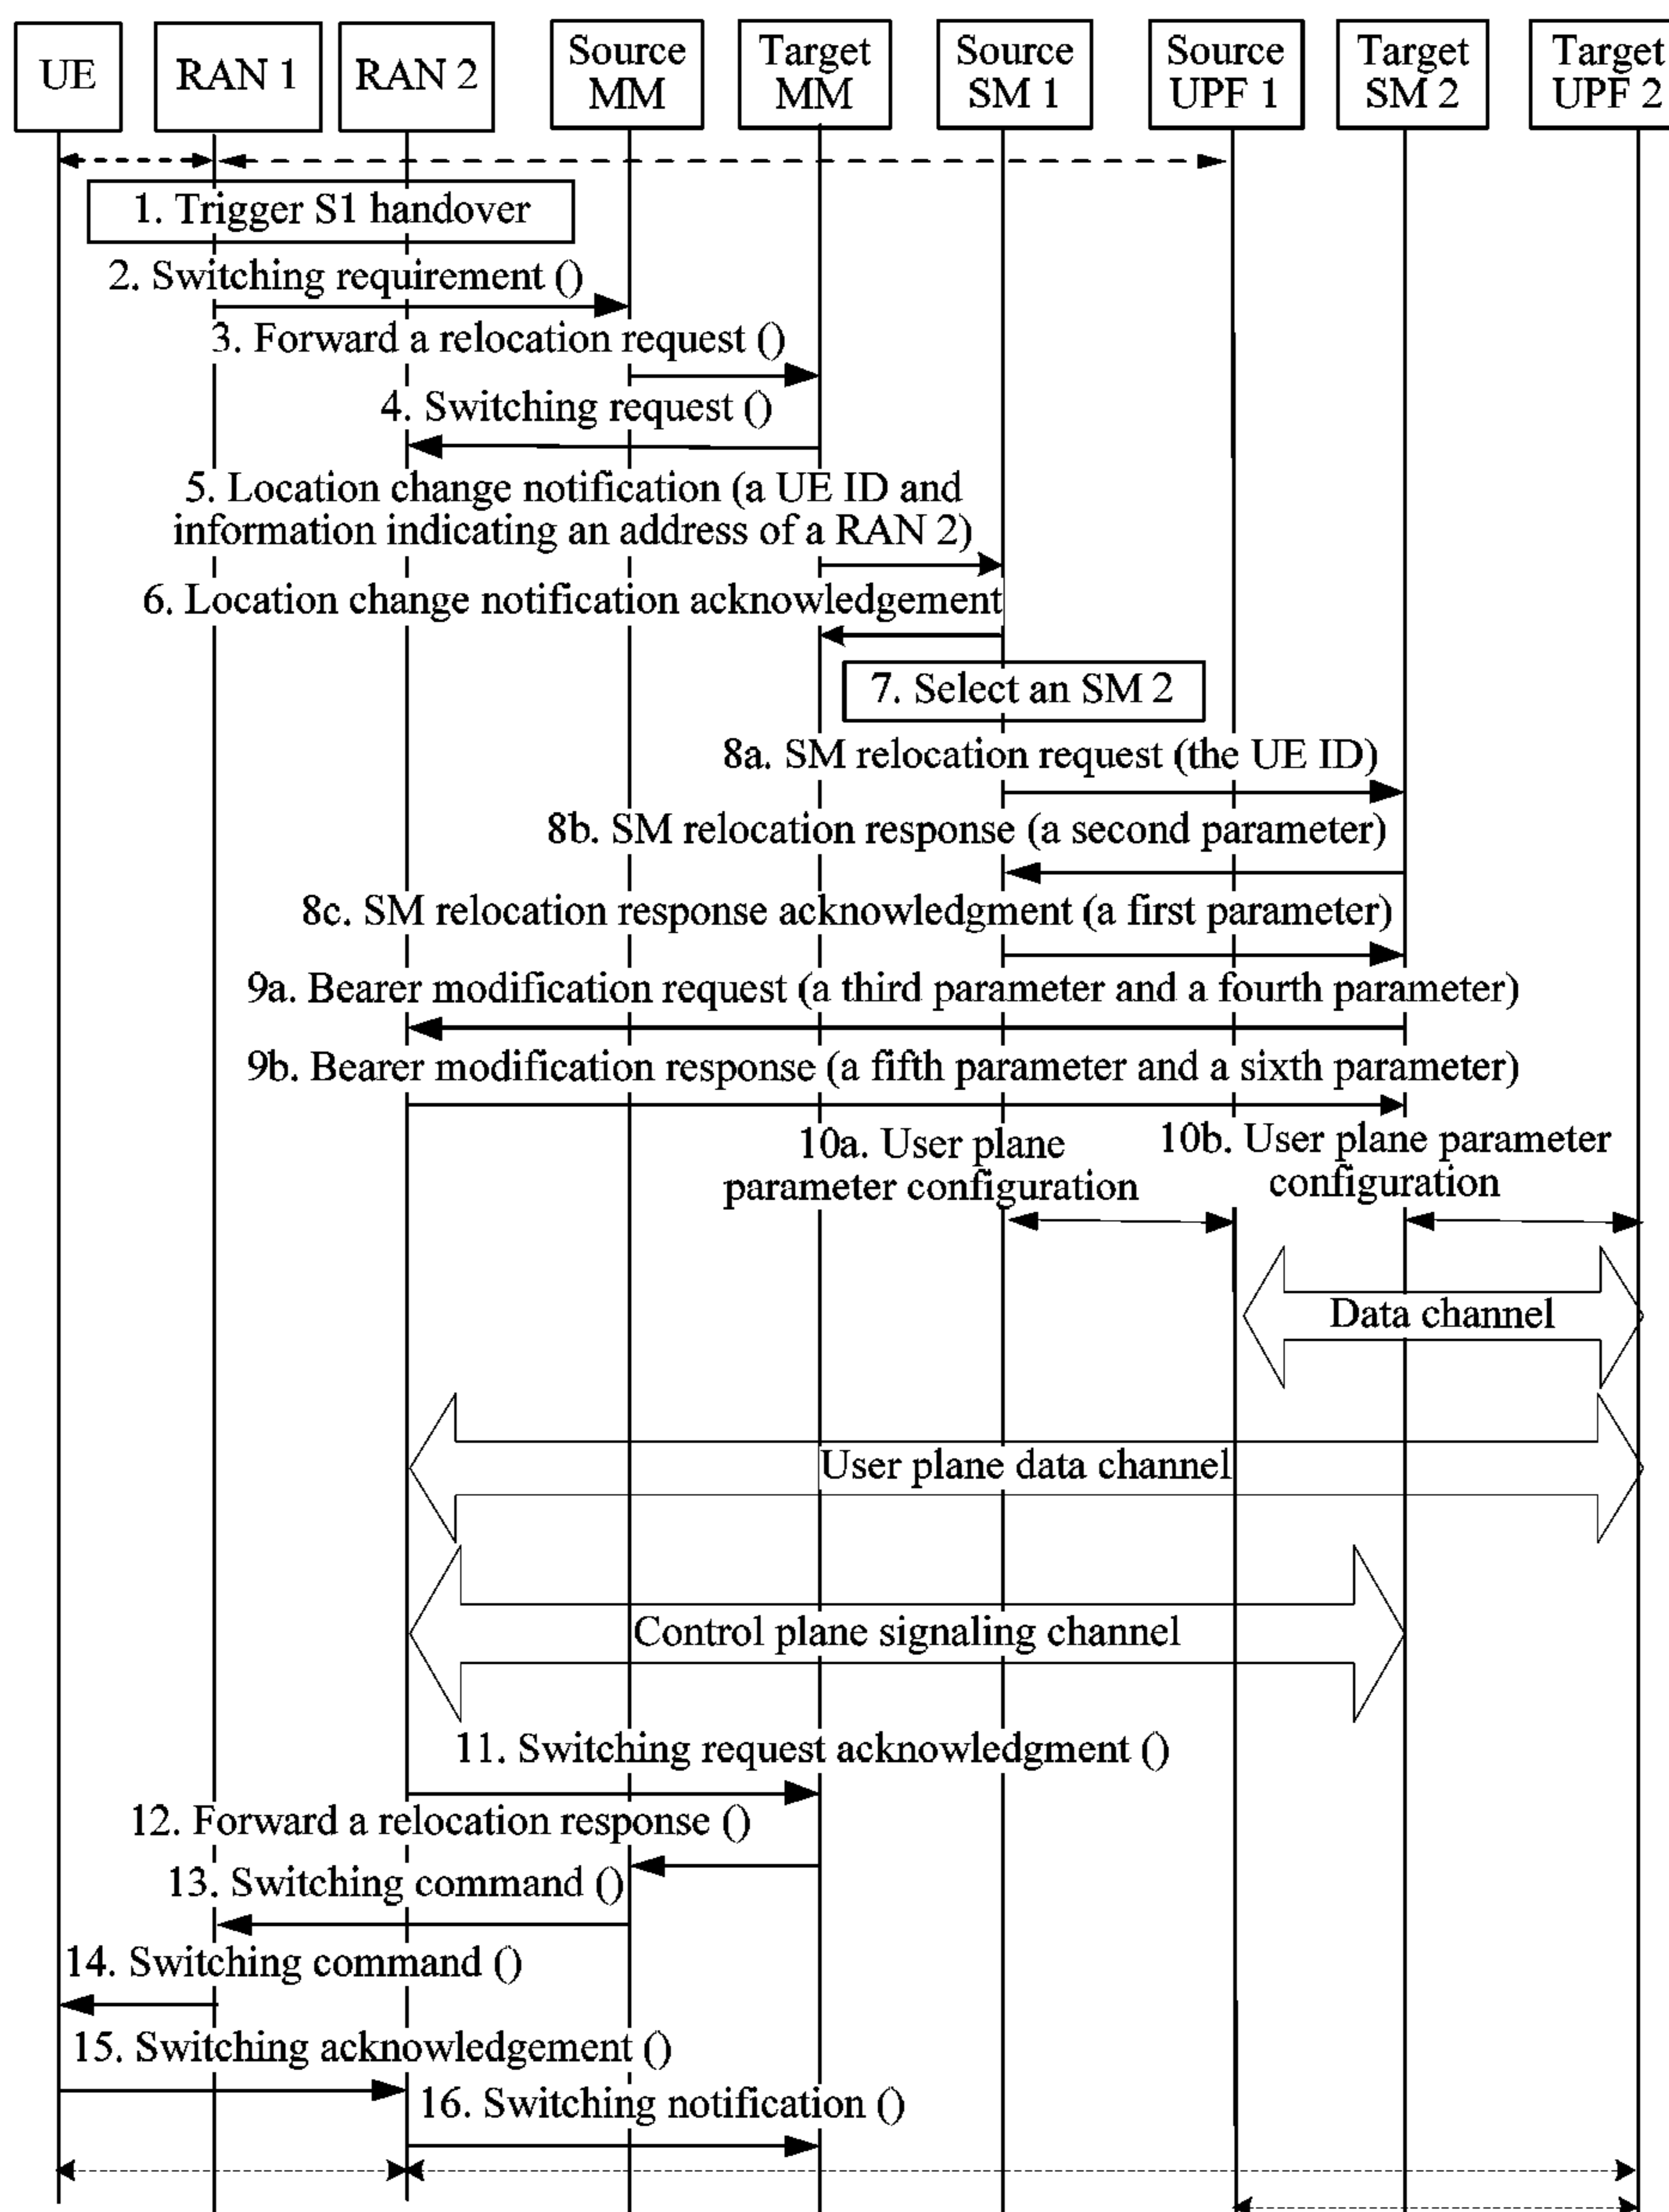 UE
RAN 1
RAN 2
Source
MM
Target
MM
Source
SM 1
Source
UPF 1
Target
SM 2
Target
UPF 2
1. Trigger S1 handover
2. Switching requirement ()
3. Forward a relocation request ()
4. Switching request ()
5. Location change notification (a UE ID and
information indicating an address of a RAN 2)
6. Location change notification acknowledgement
7. Select an SM 2
8a. SM relocation request (the UE ID)
8b. SM relocation response (a second parameter)
8c. SM relocation response acknowledgment (a first parameter)
9a. Bearer modification request (a third parameter and a fourth parameter)
9b. Bearer modification response (a fifth parameter and a sixth parameter)
10a. User plane
parameter configuration
10b. User plane parameter
configuration
Data channel
User plane data channel
Control plane signaling channel
11. Switching request acknowledgment ()
12. Forward a relocation response ()
13. Switching command ()
14. Switching command ()
15. Switching acknowledgement ()
16. Switching notification ()